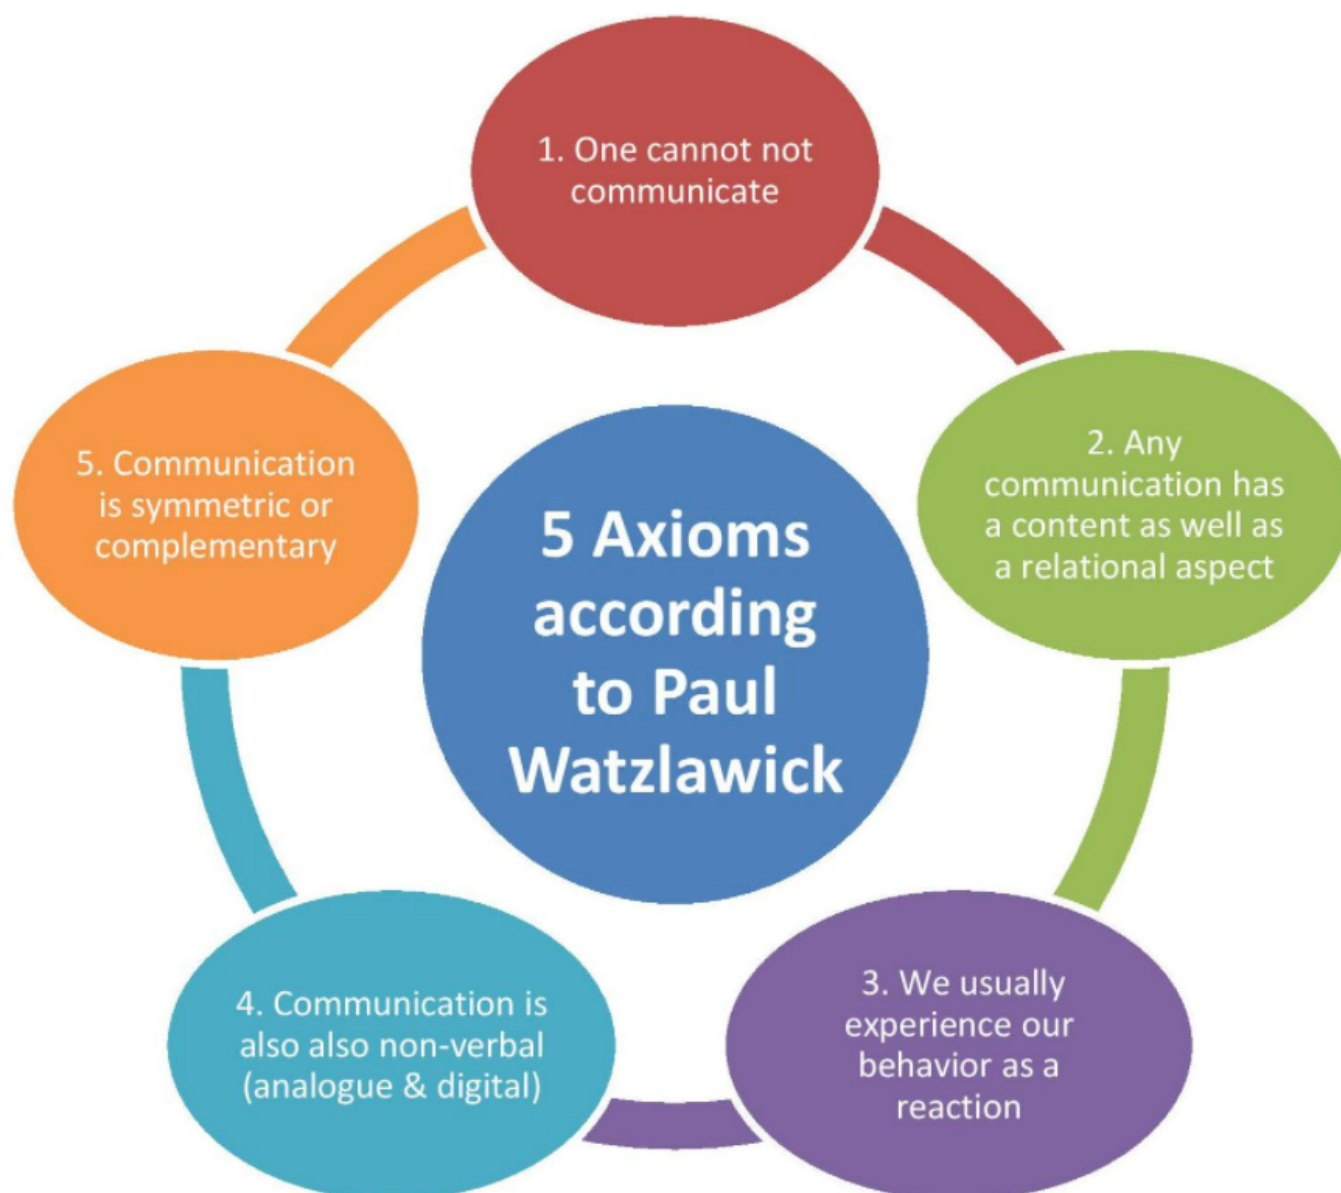 1. One cannot not
communicate
2. Any
communication has
a content as well as
a relational aspect
3. We usually
experience our
behavior as a
reaction
4. Communication is
also also non-verbal
(analogue & digital)
5. Communication
is symmetric or
complementary
5 Axioms
according
to Paul
Watzlawick